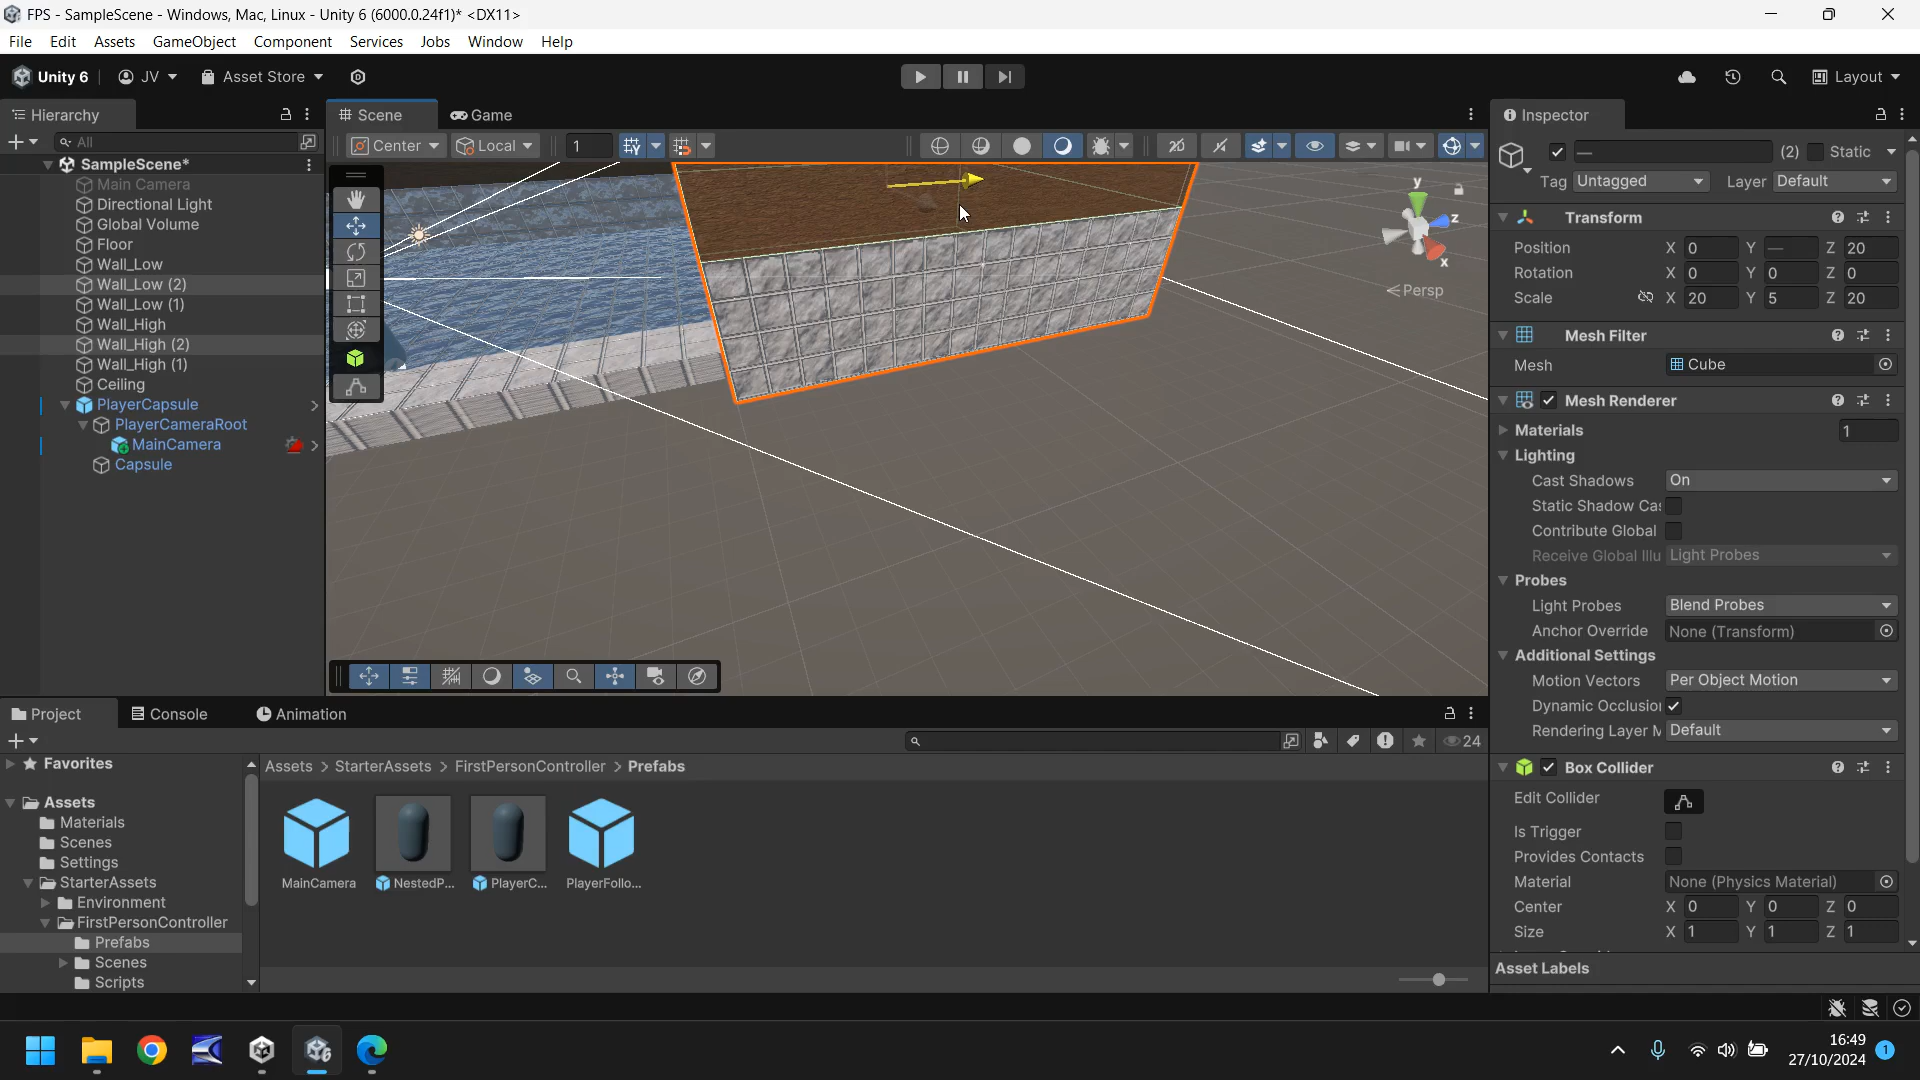 FPS - SampleScene - Windows, Mac, Linux - Unity 6 (6000.0.24f1)* <DX11>
File Edit Assets GameObject Component Services Jobs Window Help
Unity 6 JV Asset Store Layout
Hierarchy
Scene Game
Inspector
All
Center Local 1
— (2) Static
SampleScene*
Tag Untagged Layer Default
Main Camera
Directional Light
Global Volume
Floor
Wall_Low
Wall_Low (2)
Wall_Low (1)
Wall_High
Wall_High (2)
Wall_High (1)
Ceiling
PlayerCapsule
PlayerCameraRoot
MainCamera
Capsule
y
z
x
Persp
Transform
Position X 0 Y — Z 20
Rotation X 0 Y 0 Z 0
Scale X 20 Y 5 Z 20
Mesh Filter
Mesh Cube
Mesh Renderer
Materials 1
Lighting
Cast Shadows On
Static Shadow Cas
Contribute Global
Receive Global Illu Light Probes
Probes
Light Probes Blend Probes
Anchor Override None (Transform)
Additional Settings
Motion Vectors Per Object Motion
Dynamic Occlusio
Rendering Layer M Default
Box Collider
Edit Collider
Is Trigger
Provides Contacts
Material None (Physics Material)
Center X 0 Y 0 Z 0
Size X 1 Y 1 Z 1
Asset Labels
Project Console Animation
24
Favorites
Assets
Materials
Scenes
Settings
StarterAssets
Environment
FirstPersonController
Prefabs
Scenes
Scripts
Assets > StarterAssets > FirstPersonController > Prefabs
MainCamera NestedP... PlayerC... PlayerFollo...
16:49
27/10/2024
1